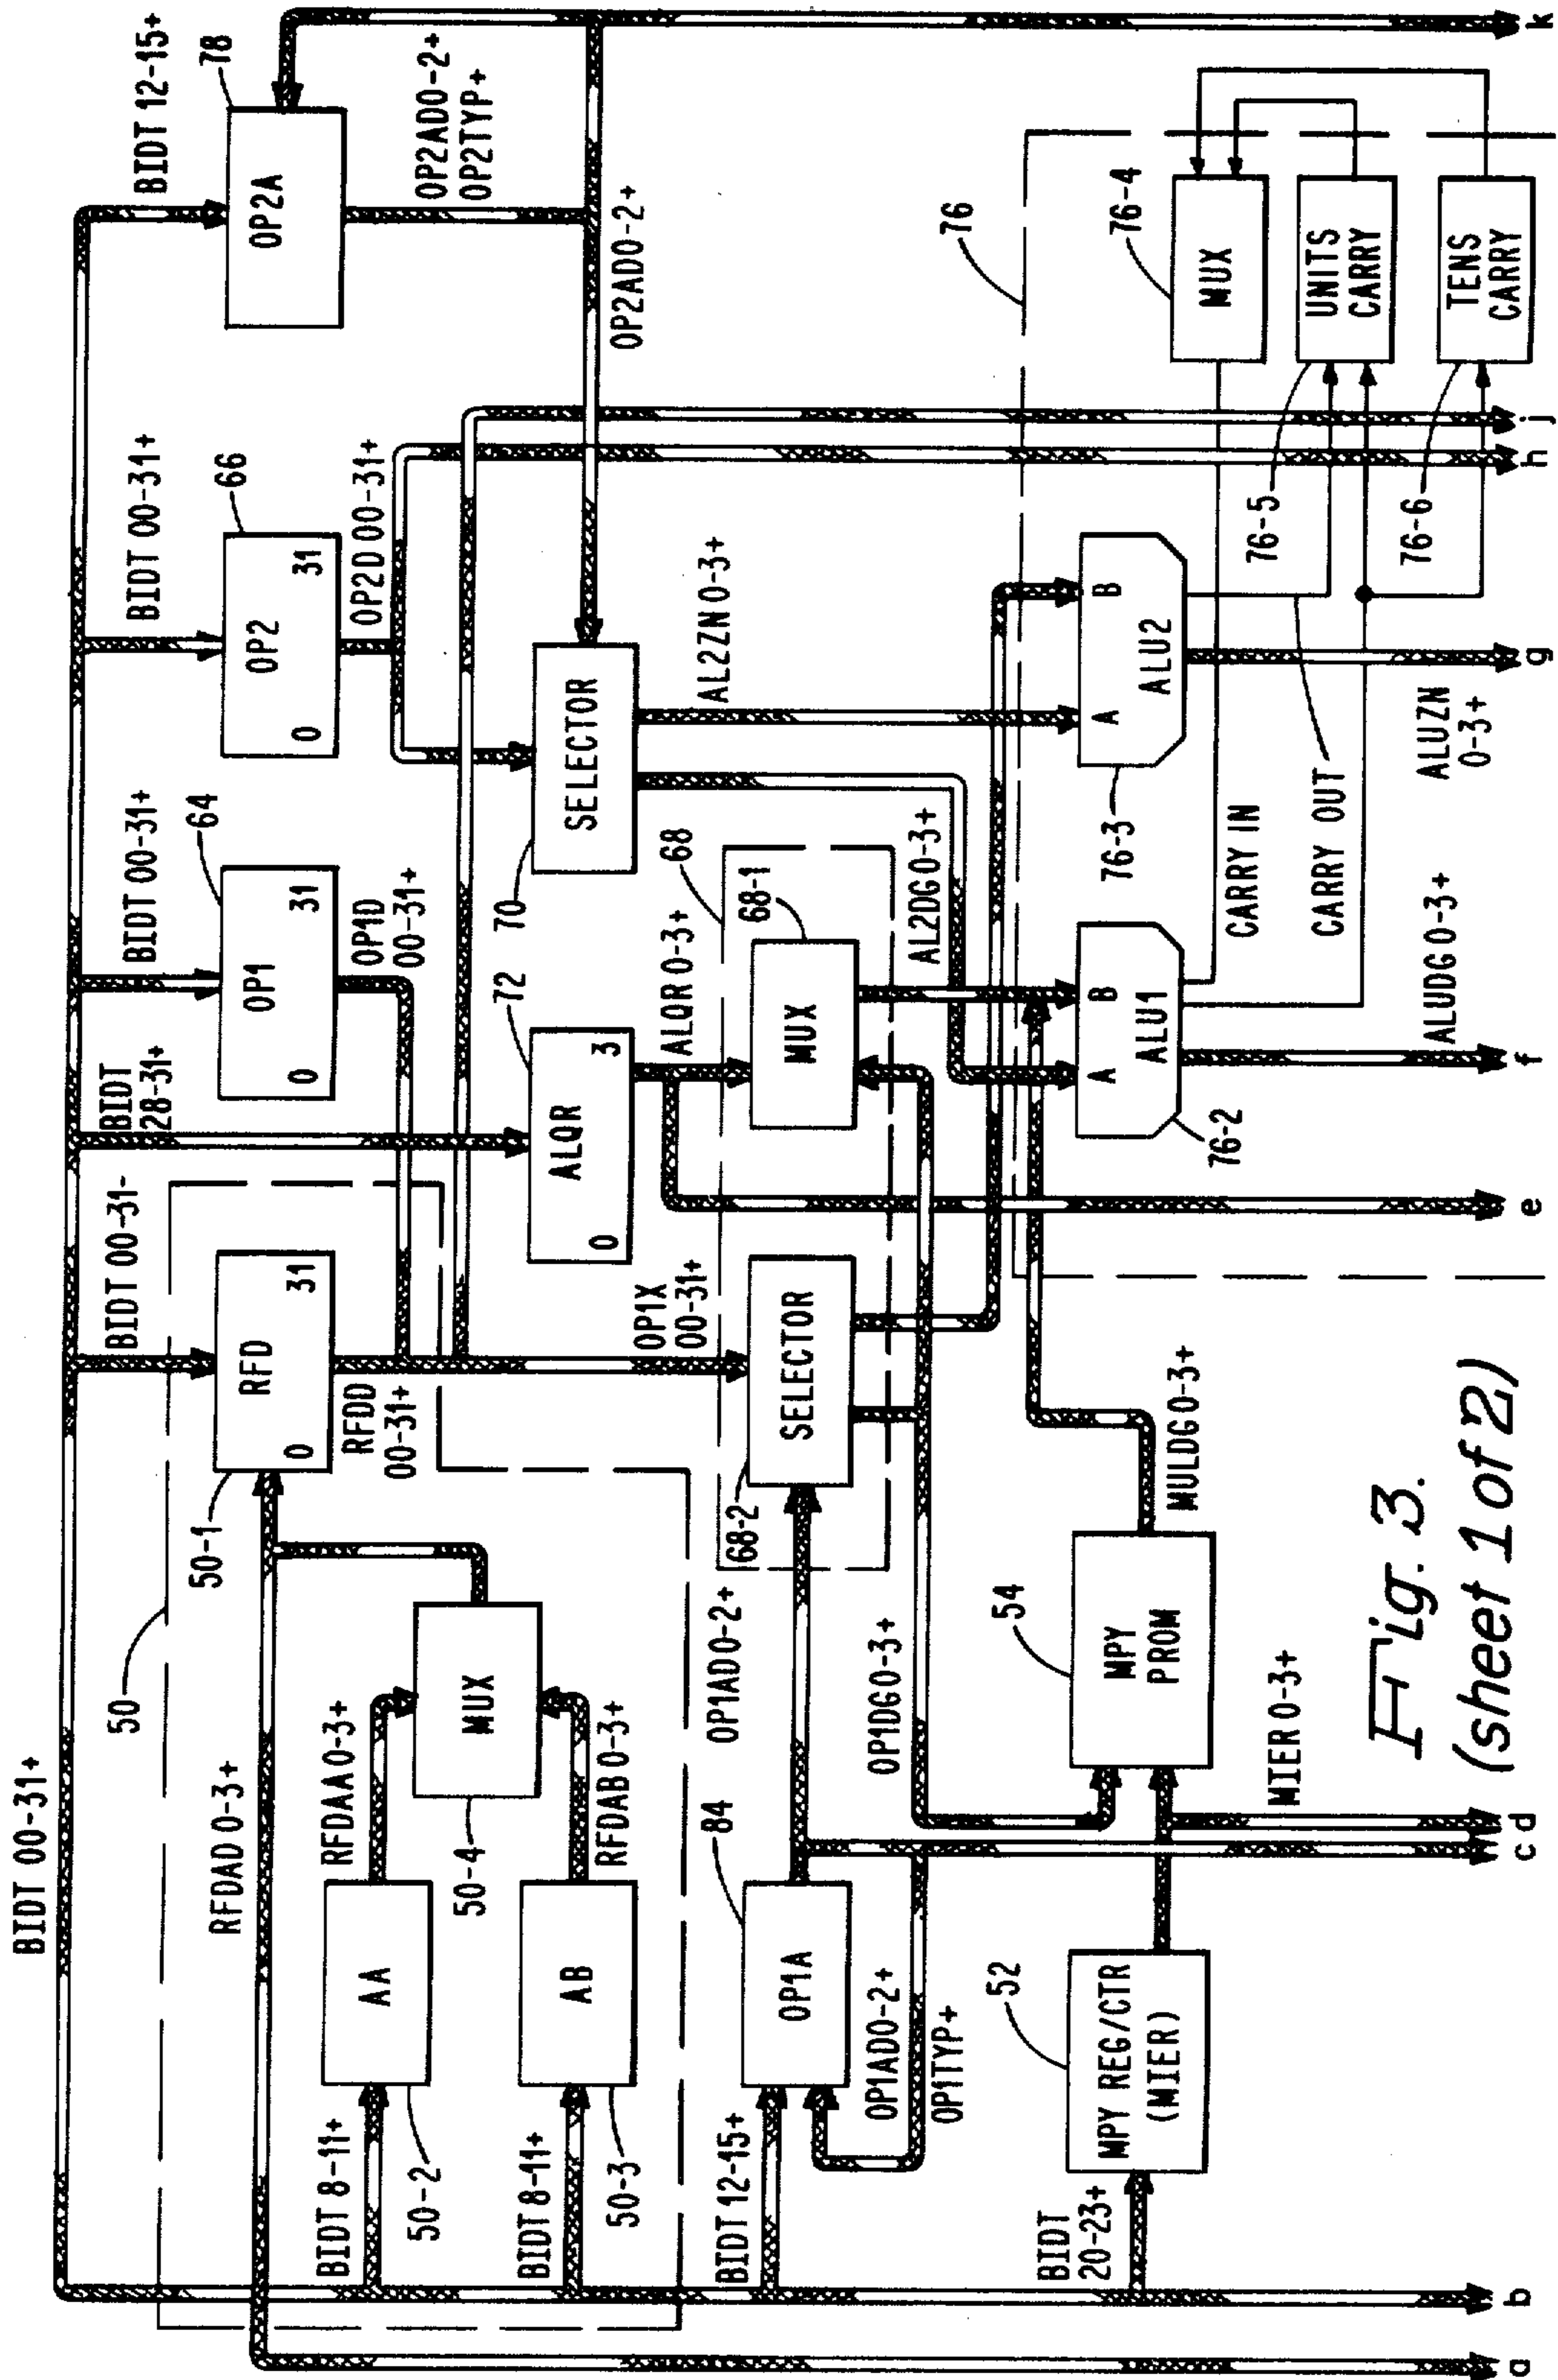 BIDT 00-31+
50
RFDAD 0-3+
BIDT 8-11+
AA
50-2
RFDAA 0-3+
BIDT 8-11+
AB
50-3
RFDAB 0-3+
MUX
50-4
50-1
BIDT 00-31-
RFD
0
31
RFDD
00-31+
BIDT
28-31+
BIDT 00-31+
64
OP1
0
31
OP1D
00-31+
BIDT 00-31+
66
OP2
0
31
OP2D 00-31+
BIDT 12-15+
78
OP2A
OP2AD0-2+
OP2TYP+
OP2AD0-2+
BIDT 12-15+
84
OP1A
OP1AD0-2+
OP1TYP+
OP1AD0-2+
OP1X
00-31+
68-2
SELECTOR
72
ALQR
0
3
ALQR 0-3+
68
68-1
MUX
70
SELECTOR
AL2ZN 0-3+
AL2DG 0-3+
OP1DG 0-3+
BIDT
20-23+
52
MPY REG/CTR
(MIER)
MIER 0-3+
54
MPY
PROM
MULDG 0-3+
76
76-2
A
B
ALU1
76-3
A
B
ALU2
CARRY IN
CARRY OUT
ALUDG 0-3+
ALUZN
0-3+
76-4
MUX
76-5
UNITS
CARRY
76-6
TENS
CARRY
a
b
c
d
e
f
g
h
j
k
Fig. 3.
(sheet 1 of 2)